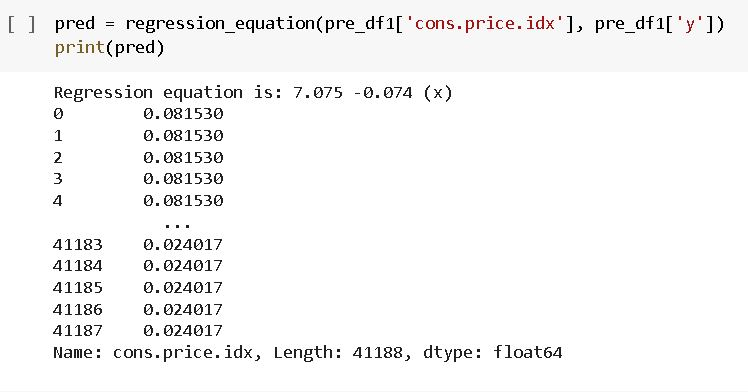 [ ] pred = regression_equation(pre_df1['cons.price.idx'], pre_df1['y'])
print(pred)
Regression equation is: 7.075 -0.074 (x)
0 0.081530
1 0.081530
2 0.081530
3 0.081530
4 0.081530
...
41183 0.024017
41184 0.024017
41185 0.024017
41186 0.024017
41187 0.024017
Name: cons.price.idx, Length: 41188, dtype: float64